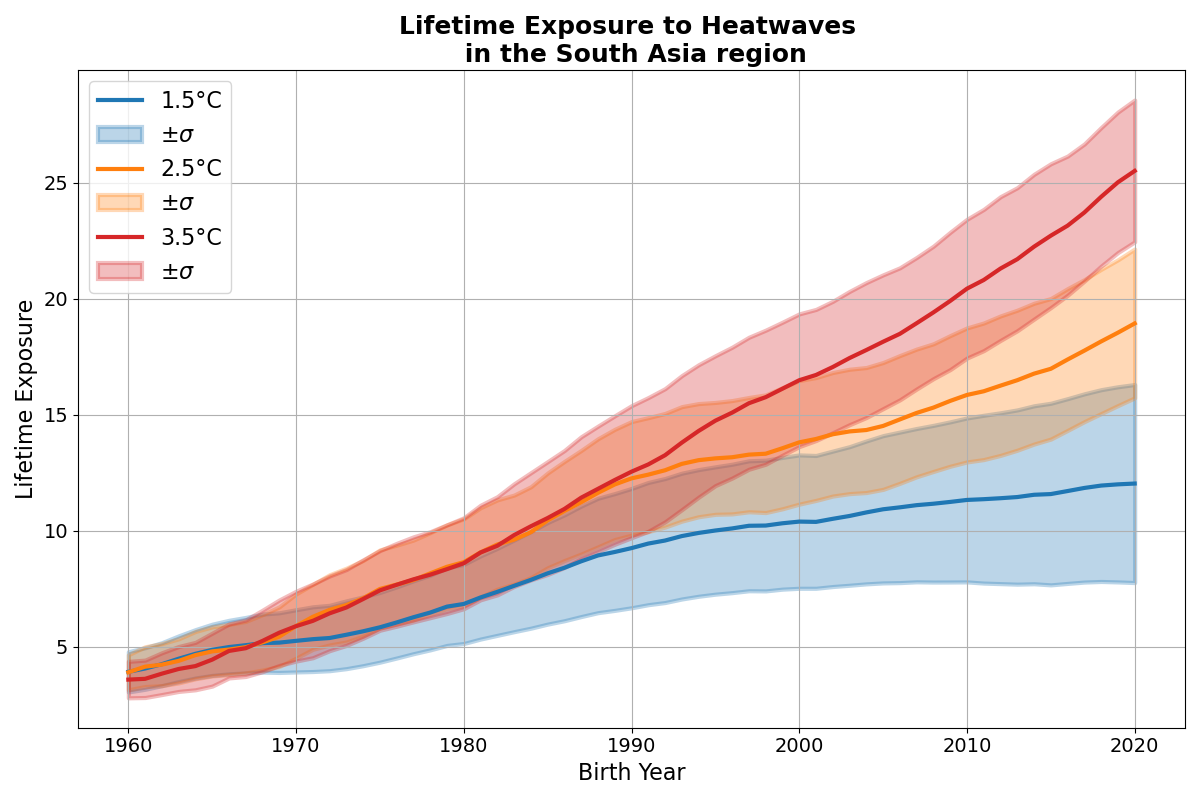 Lifetime Exposure to Heatwaves
in the South Asia region
1.5°C
±σ
2.5°C
±σ
3.5°C
±σ
Lifetime Exposure
25
20
15
10
5
1960 1970 1980 1990 2000 2010 2020
Birth Year